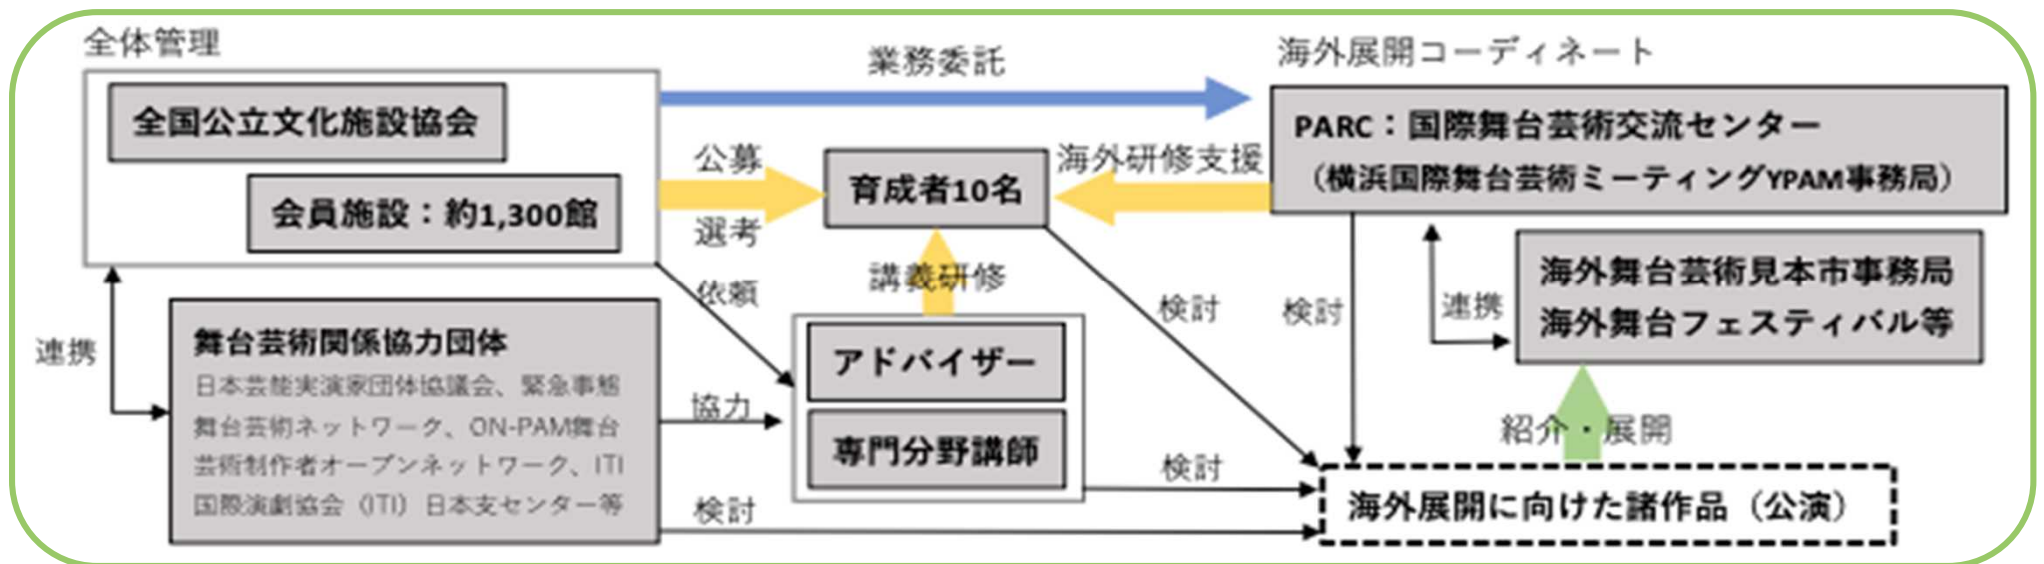 全体管理
全国公立文化施設協会
会員施設：約1,300館
業務委託
海外展開コーディネート
PARC：国際舞台芸術交流センター
（横浜国際舞台芸術ミーティングYPAM事務局）
公募
選考
育成者10名
海外研修支援
講義研修
依頼
連携
舞台芸術関係協力団体
日本芸能実演家団体協議会、緊急事態
舞台芸術ネットワーク、ON-PAM舞台
芸術制作者オープンネットワーク、ITI
国際演劇協会（ITI）日本支センター等
協力
検討
アドバイザー
専門分野講師
検討
検討
検討
連携
海外舞台芸術見本市事務局
海外舞台フェスティバル等
紹介・展開
海外展開に向けた諸作品（公演）